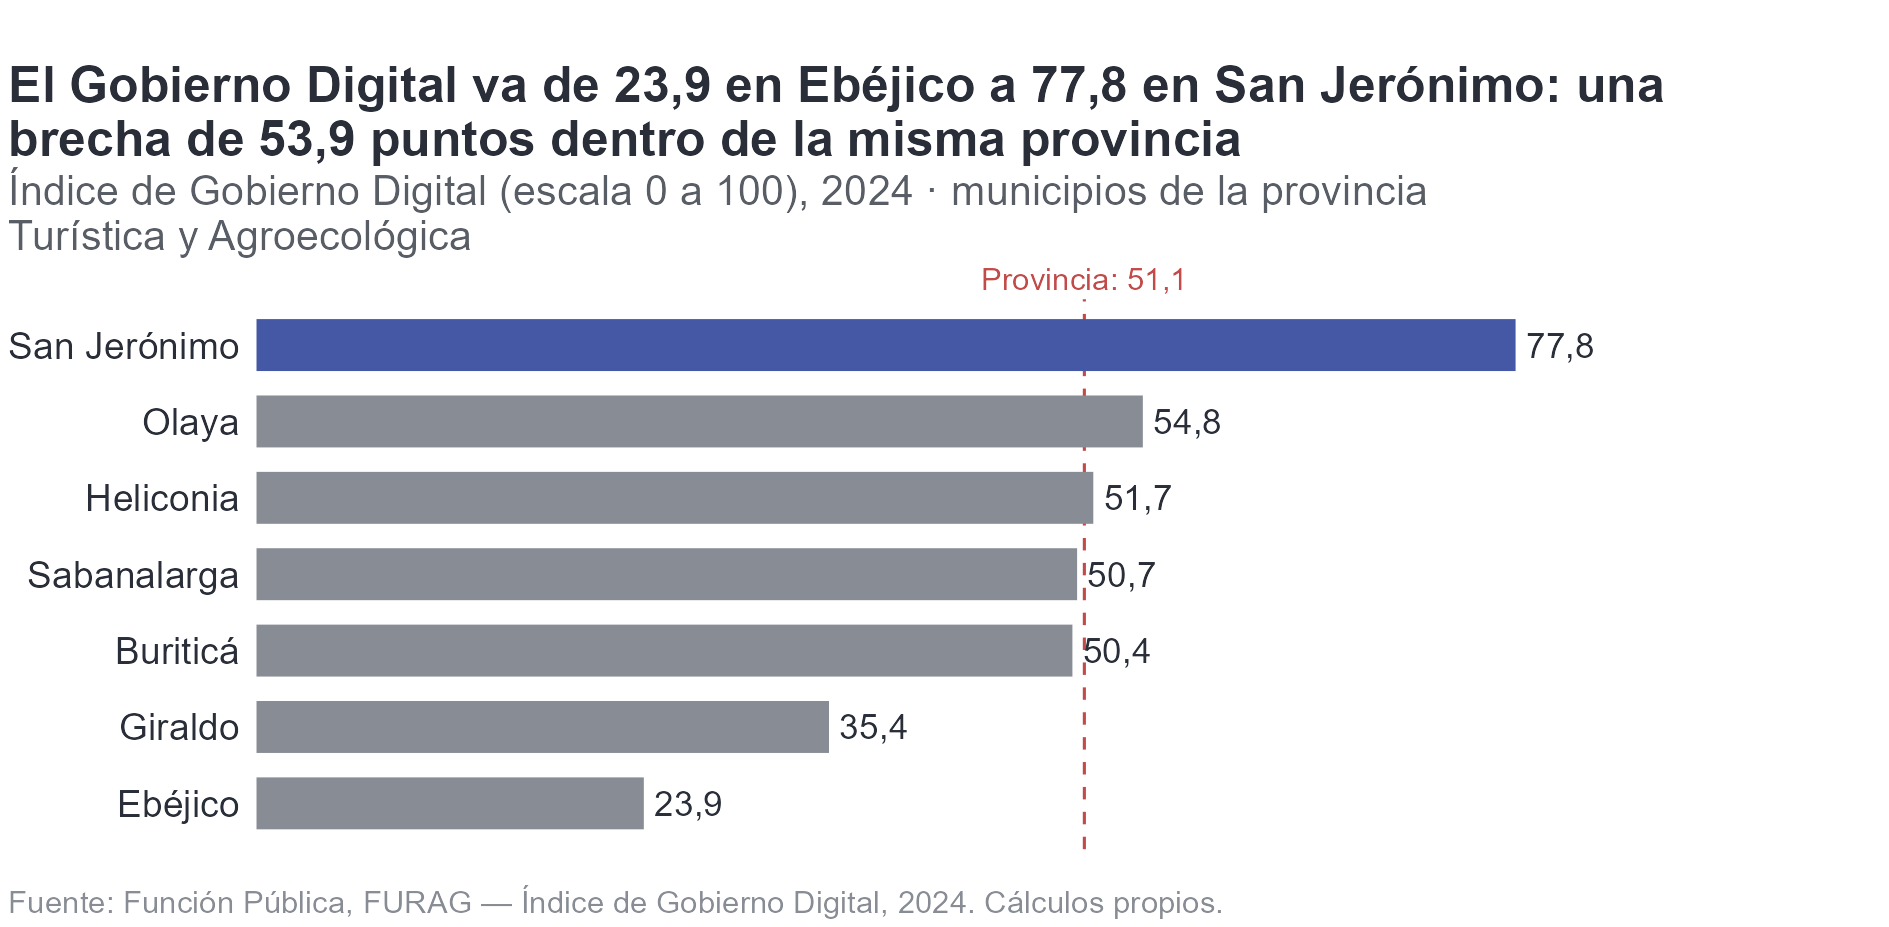 El Gobierno Digital va de 23,9 en Ebéjico a 77,8 en San Jerónimo: una
brecha de 53,9 puntos dentro de la misma provincia
Índice de Gobierno Digital (escala 0 a 100), 2024 · municipios de la provincia
Turística y Agroecológica
Provincia: 51,1
San Jerónimo 77,8
Olaya 54,8
Heliconia 51,7
Sabanalarga 50,7
Buriticá 50,4
Giraldo 35,4
Ebéjico 23,9
Fuente: Función Pública, FURAG — Índice de Gobierno Digital, 2024. Cálculos propios.